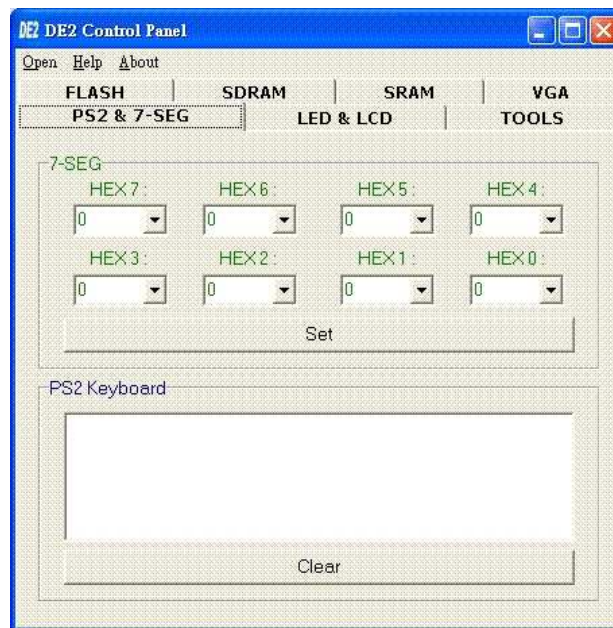 DE2 DE2 Control Panel
Open Help About
FLASH SDRAM SRAM VGA
PS2 & 7-SEG LED & LCD TOOLS
7-SEG
HEX 7 : HEX 6 : HEX 5 : HEX 4 :
0 0 0 0
HEX 3 : HEX 2 : HEX 1 : HEX 0 :
0 0 0 0
Set
PS2 Keyboard
Clear